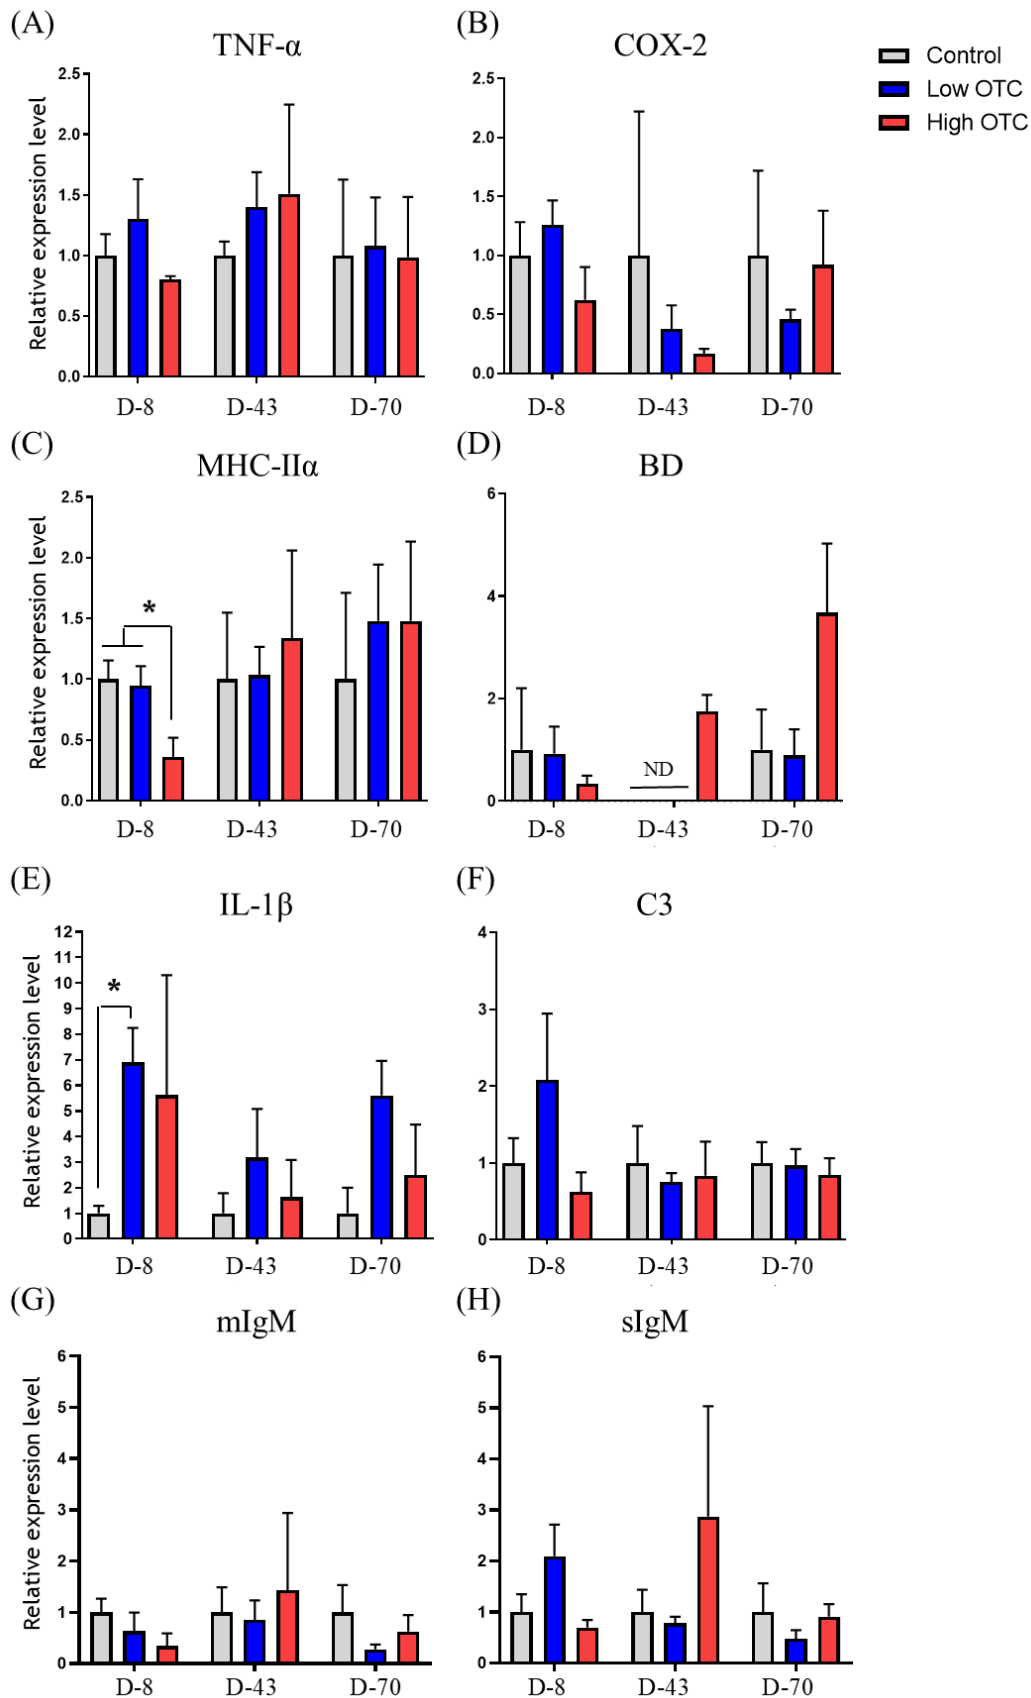 (A)
TNF-α
(B)
COX-2
Control
Low OTC
High OTC
Relative expression level
2.5
2.0
1.5
1.0
0.5
0.0
D-8 D-43 D-70
2.5
2.0
1.5
1.0
0.5
0.0
D-8 D-43 D-70
(C)
MHC-IIα
(D)
BD
Relative expression level
2.5
2.0
1.5
1.0
0.5
0.0
*
D-8 D-43 D-70
6
4
2
0
ND
D-8 D-43 D-70
(E)
IL-1β
(F)
C3
Relative expression level
12
11
10
9
8
7
6
5
4
3
2
1
0
*
D-8 D-43 D-70
4
3
2
1
0
D-8 D-43 D-70
(G)
mIgM
(H)
sIgM
Relative expression level
6
5
4
3
2
1
0
D-8 D-43 D-70
6
5
4
3
2
1
0
D-8 D-43 D-70